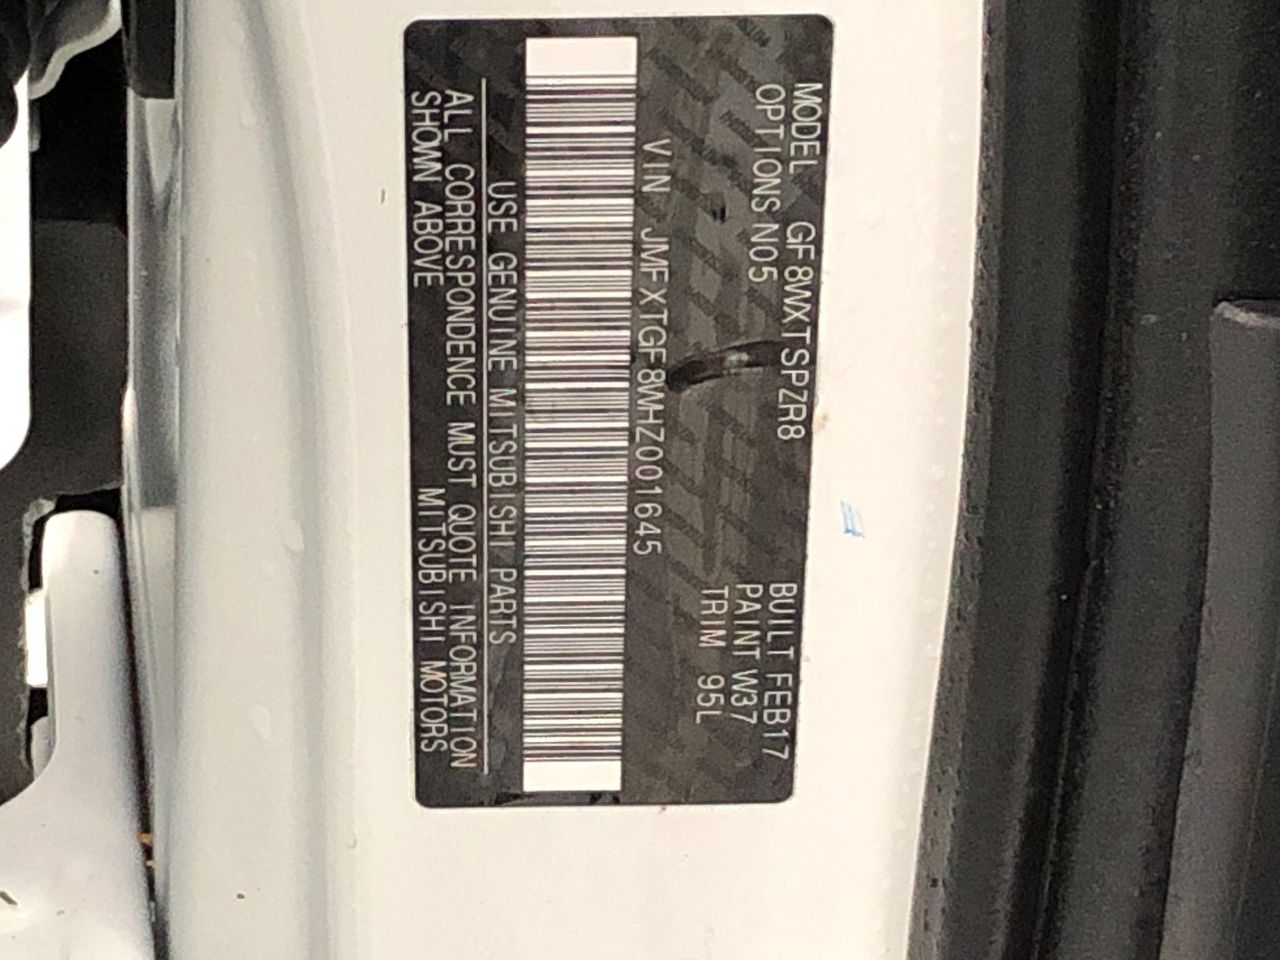 MODEL GF8WXTSPZR8
OPTIONS N05
BUILT FEB17
PAINT W37
TRIM 95L
VIN JMFXTGF8WHZ001645
USE GENUINE MITSUBISHI PARTS
ALL CORRESPONDENCE MUST QUOTE INFORMATION
SHOWN ABOVE MITSUBISHI MOTORS